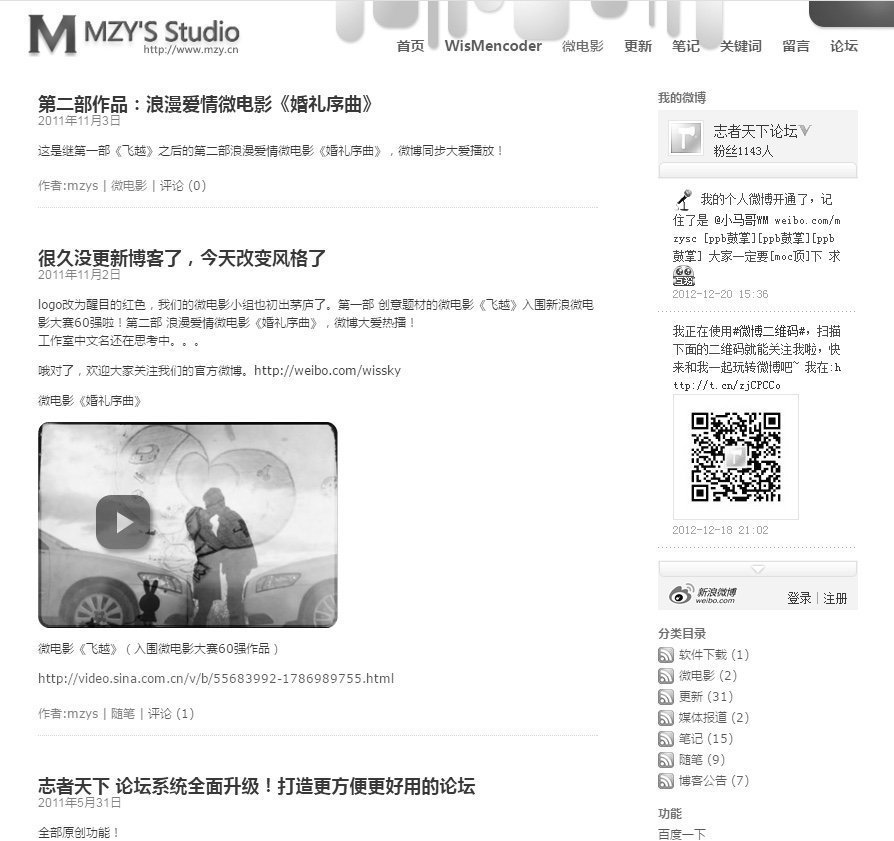 MZY'S Studio
http://www.mzy.cn
首页 WisMencoder 微电影 更新 笔记 关键词 留言 论坛
第二部作品：浪漫爱情微电影《婚礼序曲》
2011年11月3日
这是继第一部《飞越》之后的第二部浪漫爱情微电影《婚礼序曲》，微博同步大爱播放！
作者:mzys | 微电影 | 评论 (0)
很久没更新博客了，今天改变风格了
2011年11月2日
logo改为醒目的红色，我们的微电影小组也初出茅庐了。第一部 创意题材的微电影《飞越》入围新浪微电
影大赛60强啦！第二部 浪漫爱情微电影《婚礼序曲》，微博大爱热播！
工作室中文名还在思考中。。。
哦对了，欢迎大家关注我们的官方微博。http://weibo.com/wissky
微电影《婚礼序曲》
微电影《飞越》（入围微电影大赛60强作品）
http://video.sina.com.cn/v/b/55683992-1786989755.html
作者:mzys | 随笔 | 评论 (1)
志者天下 论坛系统全面升级！打造更方便更好用的论坛
2011年5月31日
全部原创功能！
我的微博
志者天下论坛
粉丝1143人
我的个人微博开通了，记
住了是 @小马哥WM weibo.com/m
zysc [ppb鼓掌][ppb鼓掌][ppb
鼓掌] 大家一定要[moc顶]下 求
2012-12-20 15:36
我正在使用#微博二维码#，扫描
下面的二维码就能关注我啦，快
来和我一起玩转微博吧~ 我在:h
ttp://t.cn/zjCPCCo
2012-12-18 21:02
新浪微博
weibo.com
登录 | 注册
分类目录
软件下载 (1)
微电影 (2)
更新 (31)
媒体报道 (2)
笔记 (15)
随笔 (9)
博客公告 (7)
功能
百度一下